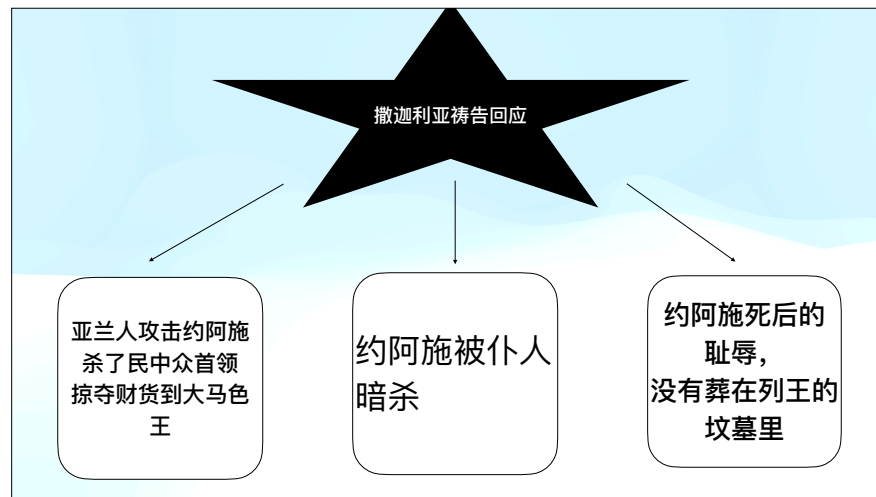 撒迦利亚祷告回应
亚兰人攻击约阿施
杀了民中众首领
掠夺财货到大马色
王
约阿施被仆人
暗杀
约阿施死后的
耻辱，
没有葬在列王的
坟墓里